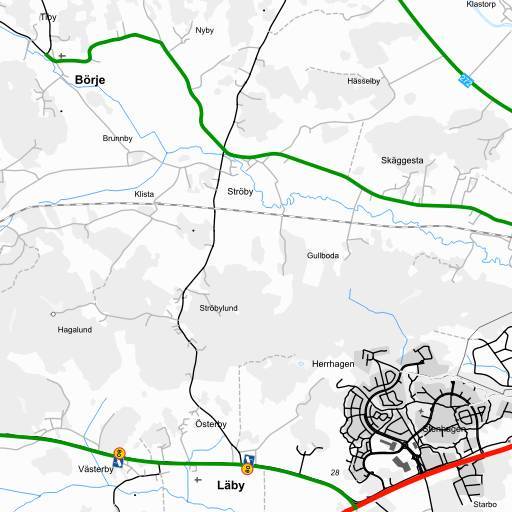 Klastorp
Tiby
Nyby
272
Börje
Hässelby
Brunnby
Skäggesta
Klista
Ströby
Gullboda
Ströbylund
Hagalund
Herrhagen
Österby
Stenhagen
Västerby
28
Läby
Starbo